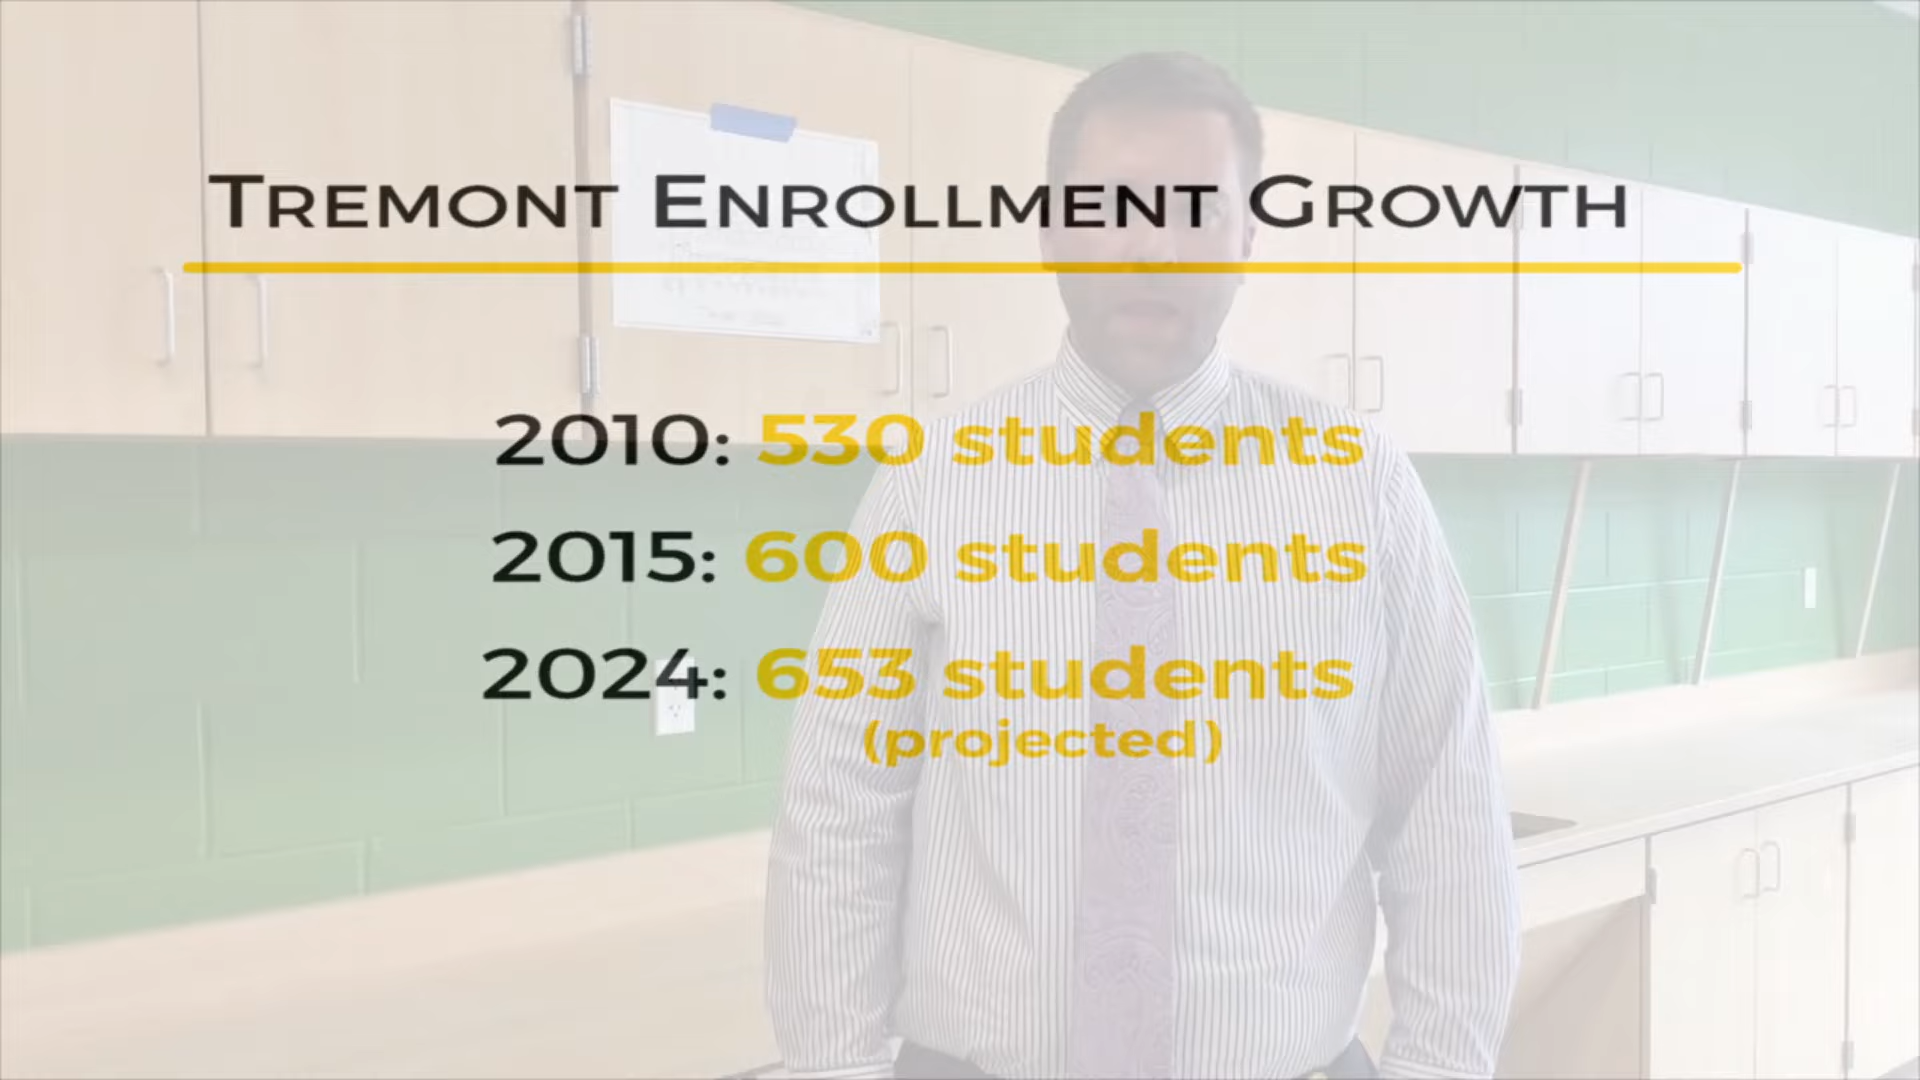 Tremont Enrollment Growth
2010: 530 students
2015: 600 students
2024: 653 students
(projected)